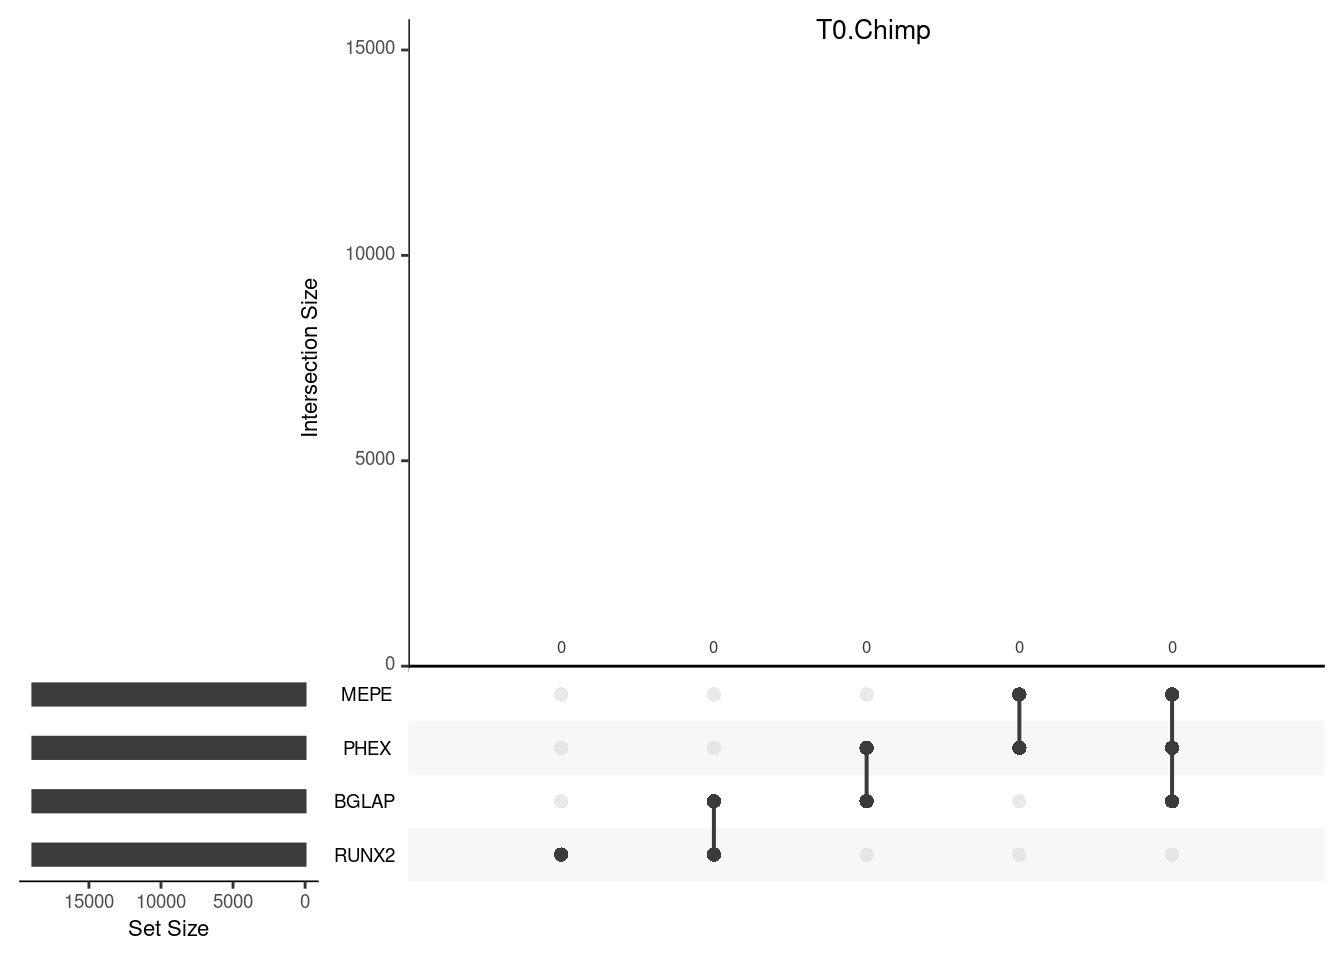 T0.Chimp
15000
10000
5000
0
Intersection Size
0 0 0 0 0
MEPE
PHEX
BGLAP
RUNX2
15000 10000 5000 0
Set Size